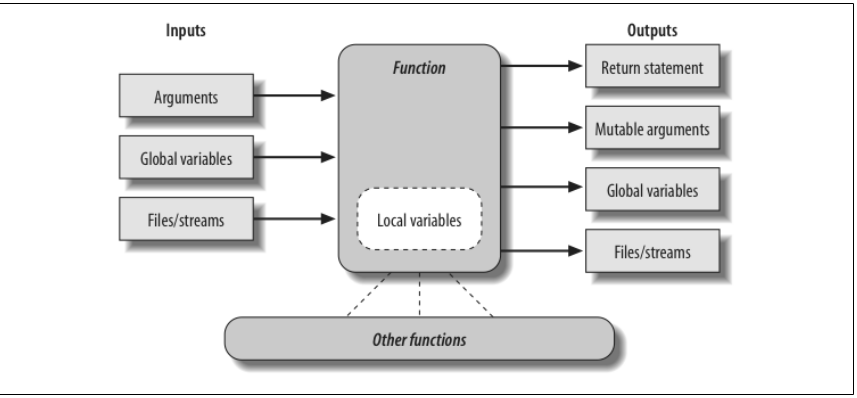 Inputs
Outputs
Function
Arguments
Global variables
Files/streams
Local variables
Return statement
Mutable arguments
Global variables
Files/streams
Other functions